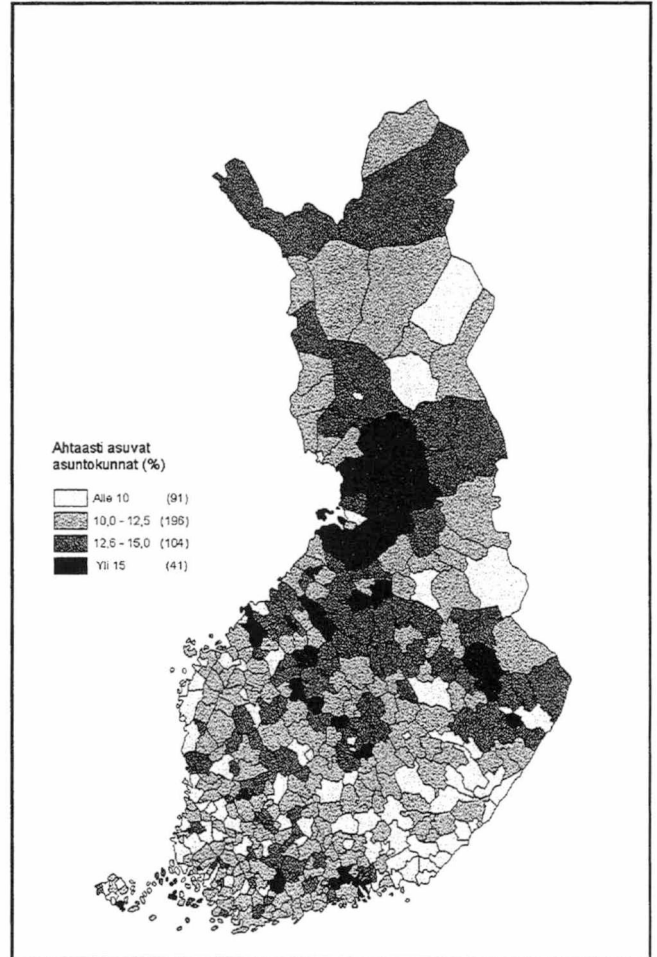 Ahtaasti asuvat
asuntokunnat (%)
Alle 10 (91)
10,0 - 12,5 (196)
12,6 - 15,0 (104)
Yli 15 (41)